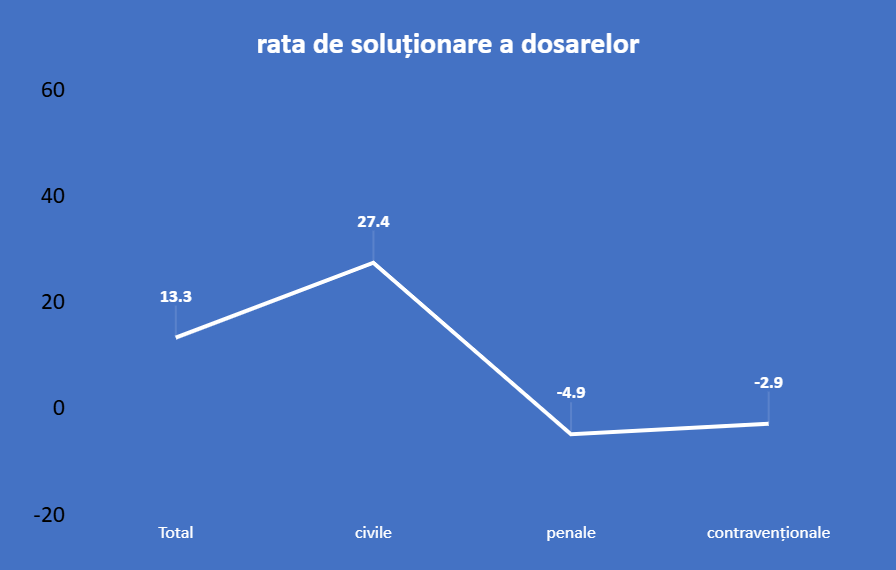 rata de soluționare a dosarelor
60
40
20
0
-20
13.3
27.4
-4.9
-2.9
Total
civile
penale
contravenționale